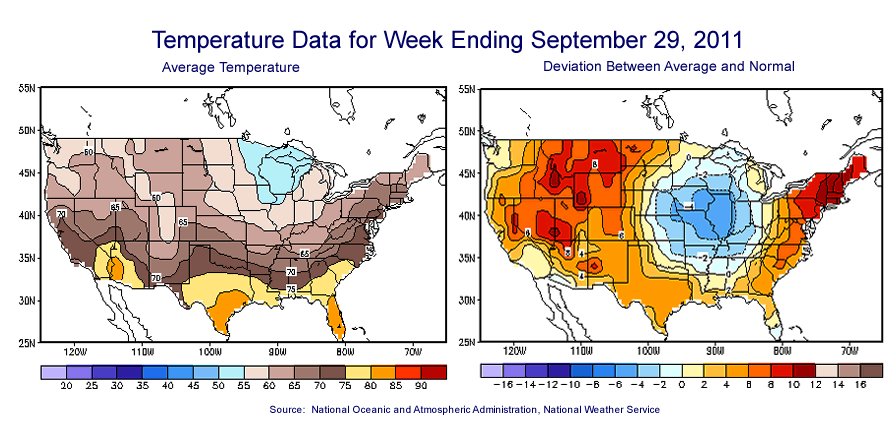 Temperature Data for Week Ending September 29, 2011
Average Temperature
Deviation Between Average and Normal
55N
50N
45N
40N
35N
30N
25N
120W 110W 100W 90W 80W 70W
60
60
65
65
70
65
70
70
75
20 25 30 35 40 45 50 55 60 65 70 75 80 85 90
55N
50N
45N
40N
35N
30N
25N
120W 110W 100W 90W 80W 70W
0
-2
-4
-2
8
6
6
8
4
4
-16 -14 -12 -10 -8 -6 -4 -2 0 2 4 6 8 10 12 14 16
Source: National Oceanic and Atmospheric Administration, National Weather Service